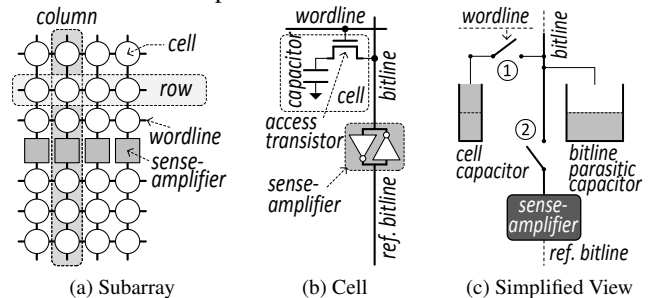 column
cell
row
wordline
sense-
amplifier
(a) Subarray
wordline
capacitor
cell
bitline
access
transistor
sense-
amplifier
ref. bitline
(b) Cell
wordline
bitline
①
②
cell
capacitor
bitline
parasitic
capacitor
sense-
amplifier
ref. bitline
(c) Simplified View